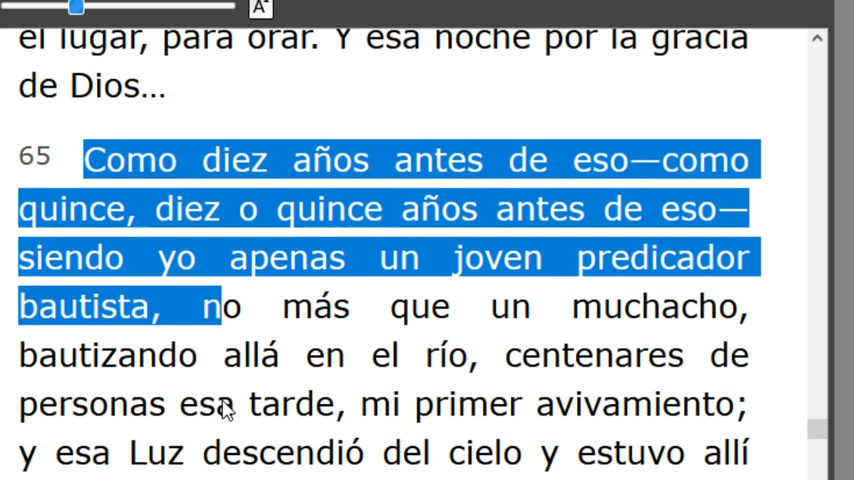 A
el lugar, para orar. Y esa noche por la gracia
de Dios...
65 Como diez años antes de eso—como
quince, diez o quince años antes de eso—
siendo yo apenas un joven predicador
bautista, no más que un muchacho,
bautizando allá en el río, centenares de
personas esa tarde, mi primer avivamiento;
y esa Luz descendió del cielo y estuvo allí